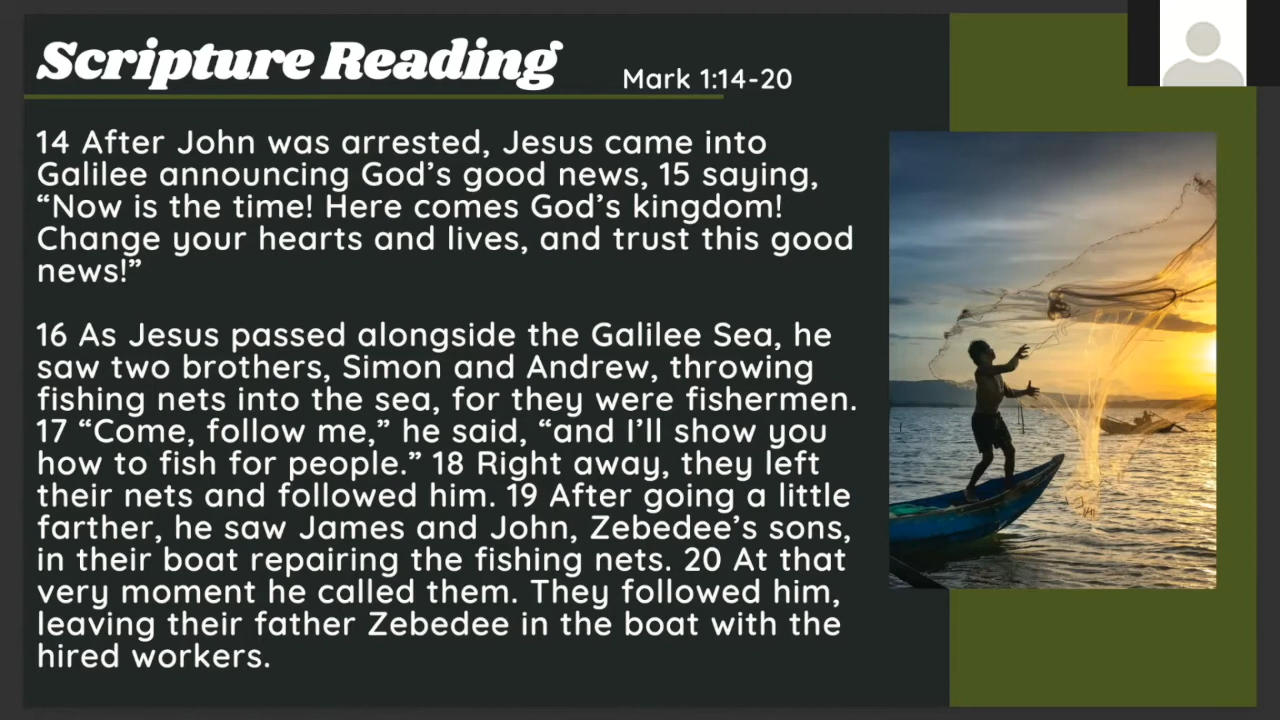 Scripture Reading
Mark 1:14-20
14 After John was arrested, Jesus came into
Galilee announcing God’s good news, 15 saying,
“Now is the time! Here comes God’s kingdom!
Change your hearts and lives, and trust this good
news!”
16 As Jesus passed alongside the Galilee Sea, he
saw two brothers, Simon and Andrew, throwing
fishing nets into the sea, for they were fishermen.
17 “Come, follow me,” he said, “and I’ll show you
how to fish for people.” 18 Right away, they left
their nets and followed him. 19 After going a little
farther, he saw James and John, Zebedee’s sons,
in their boat repairing the fishing nets. 20 At that
very moment he called them. They followed him,
leaving their father Zebedee in the boat with the
hired workers.